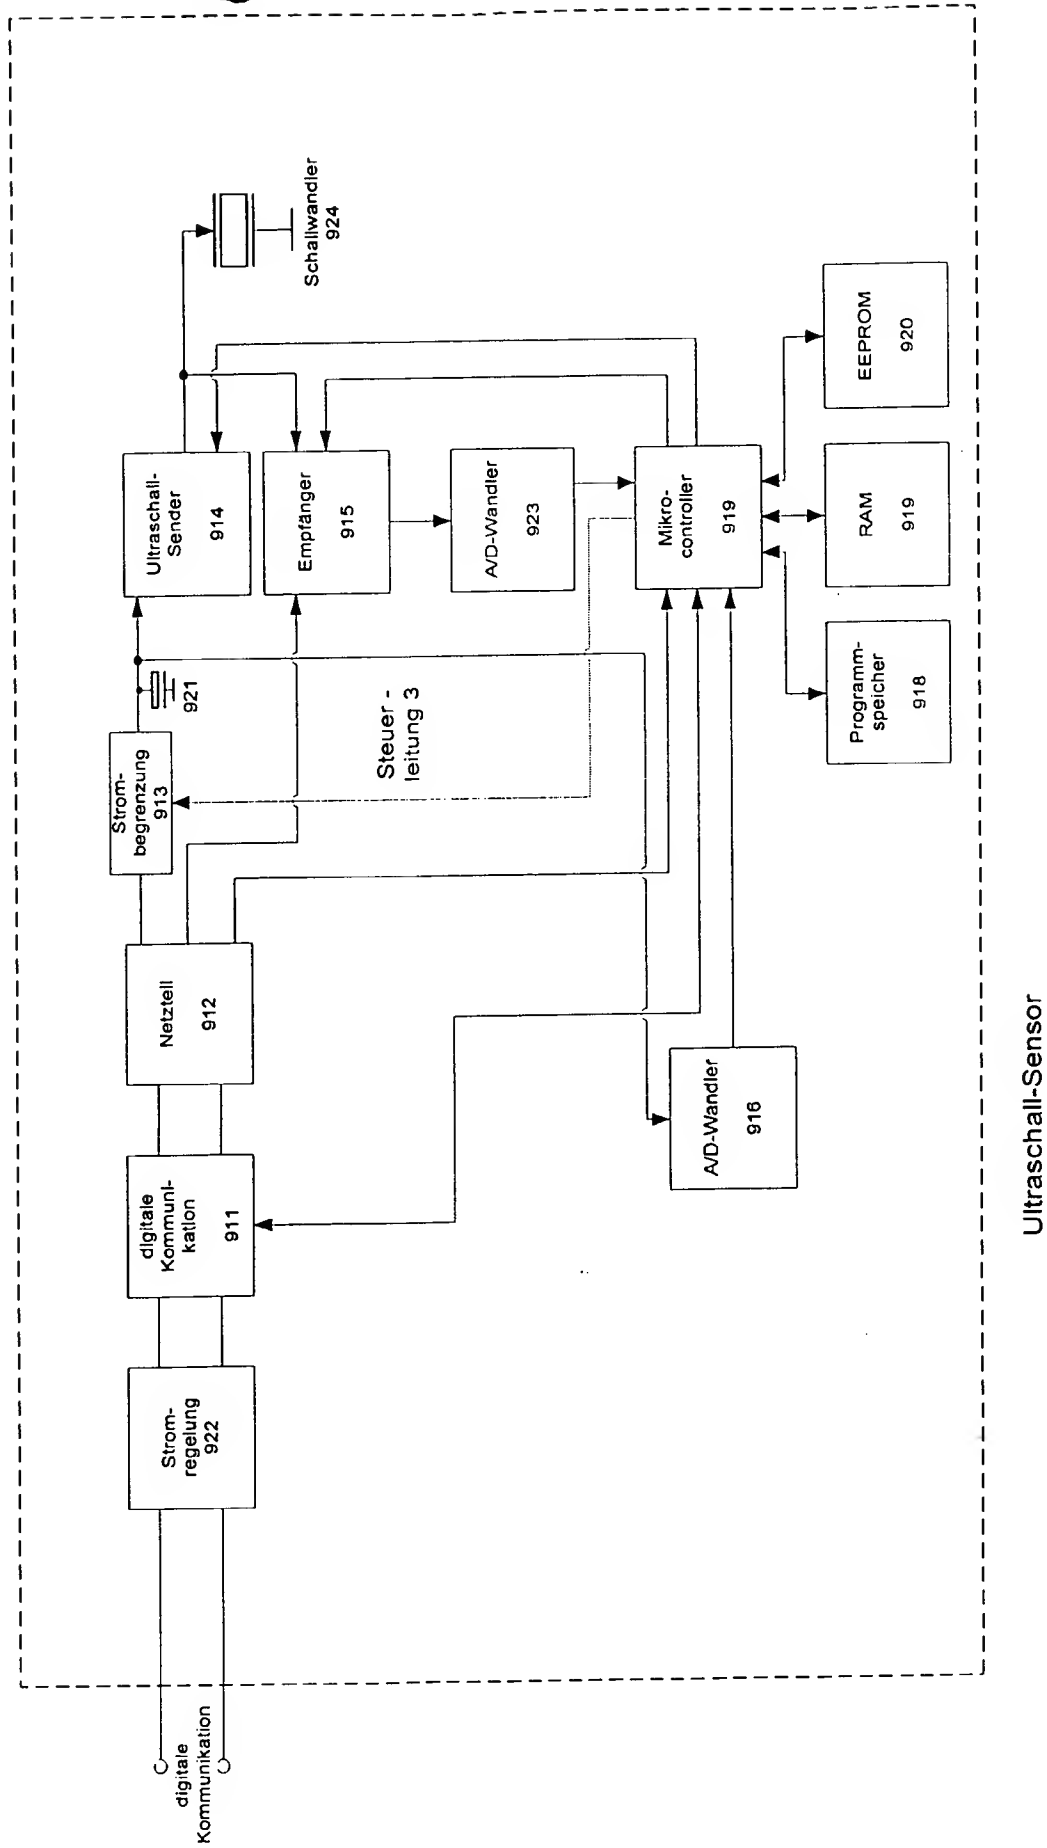 digitale
Kommunikation
Strom-
regelung
922
digitale
Kommuni-
kation
911
Netzteil
912
Strom-
begrenzung
913
921
Ultraschall-
Sender
914
Schallwandler
924
Empfänger
915
Steuer -
leitung 3
A/D-Wandler
923
A/D-Wandler
916
Mikro-
controller
919
Programm-
speicher
918
RAM
919
EEPROM
920
Ultraschall-Sensor